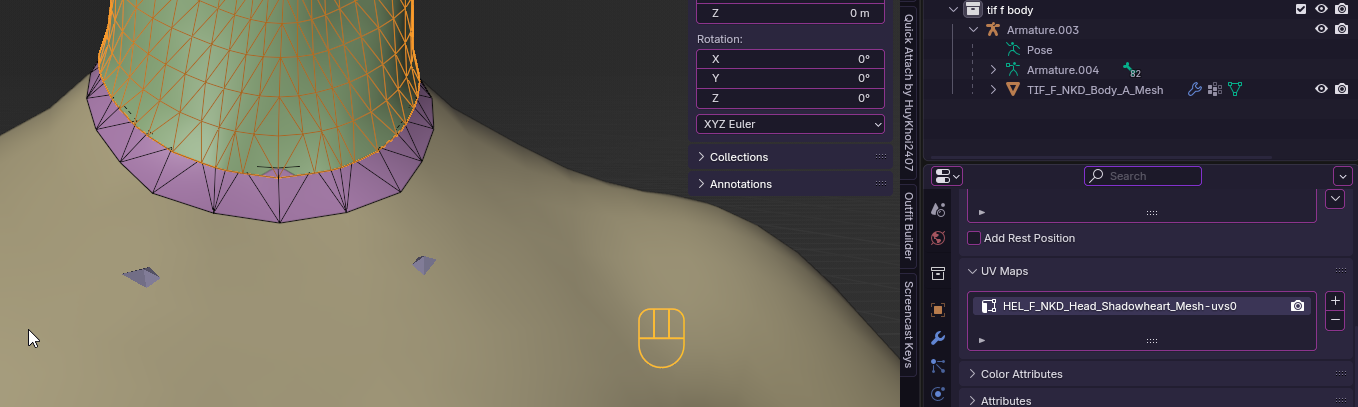 Z 0 m
Rotation:
X 0°
Y 0°
Z 0°
XYZ Euler
Collections
Annotations
Quick Attach by HuyKhoi2407
Outfit Builder
Screencast Keys
tif f body
Armature.003
Pose
Armature.004 82
TIF_F_NKD_Body_A_Mesh
Search
Add Rest Position
UV Maps
HEL_F_NKD_Head_Shadowheart_Mesh-uvs0
Color Attributes
Attributes